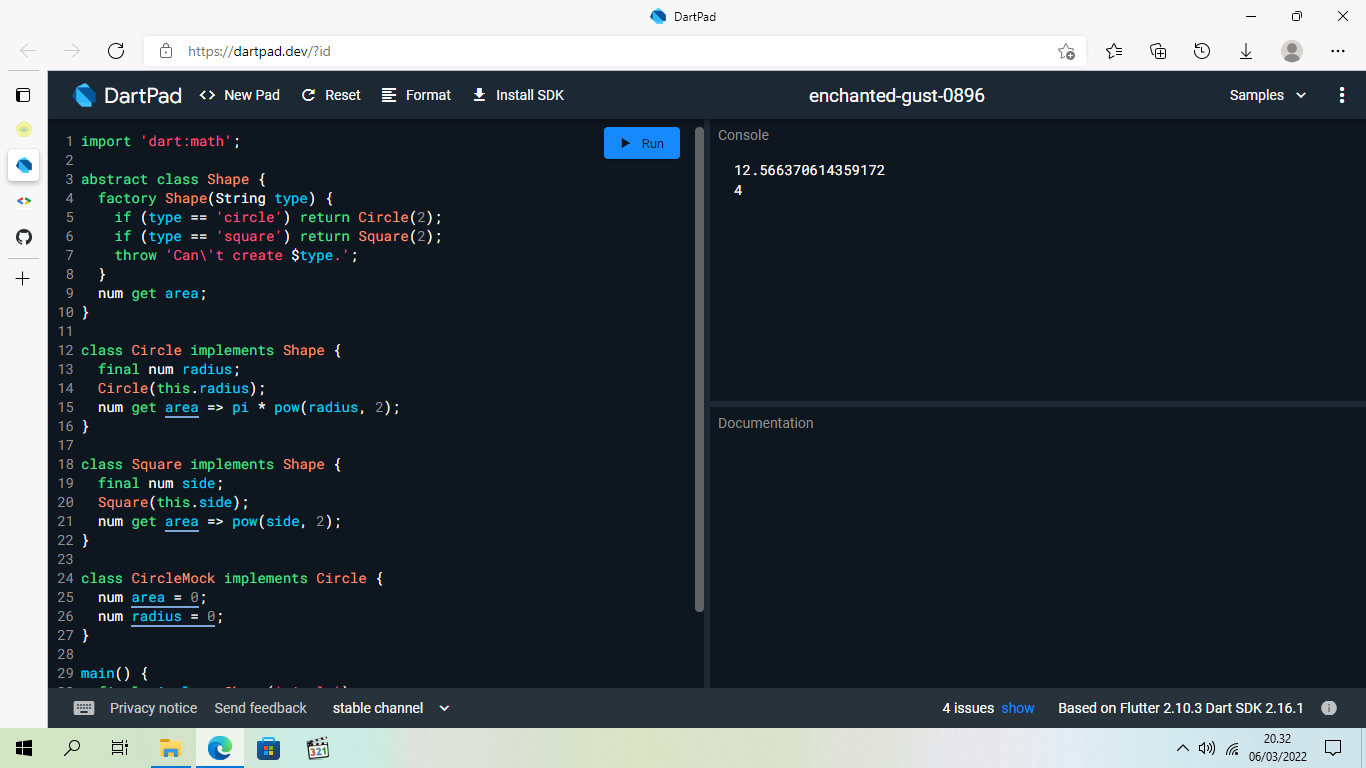 DartPad
https://dartpad.dev/?id
DartPad
New Pad
Reset
Format
Install SDK
enchanted-gust-0896
Samples
Run
1 import 'dart:math';
2
3 abstract class Shape {
4   factory Shape(String type) {
5     if (type == 'circle') return Circle(2);
6     if (type == 'square') return Square(2);
7     throw 'Can\'t create $type.';
8   }
9   num get area;
10 }
11
12 class Circle implements Shape {
13   final num radius;
14   Circle(this.radius);
15   num get area => pi * pow(radius, 2);
16 }
17
18 class Square implements Shape {
19   final num side;
20   Square(this.side);
21   num get area => pow(side, 2);
22 }
23
24 class CircleMock implements Circle {
25   num area = 0;
26   num radius = 0;
27 }
28
29 main() {
Console
12.566370614359172
4
Documentation
Privacy notice
Send feedback
stable channel
4 issues show
Based on Flutter 2.10.3 Dart SDK 2.16.1
321
20.32
06/03/2022